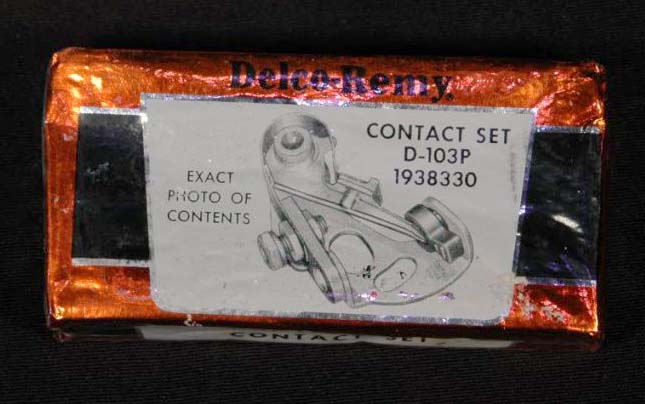 Delco-Remy
CONTACT SET
D-103P
1938330
EXACT
PHOTO OF
CONTENTS
CONTACT SET